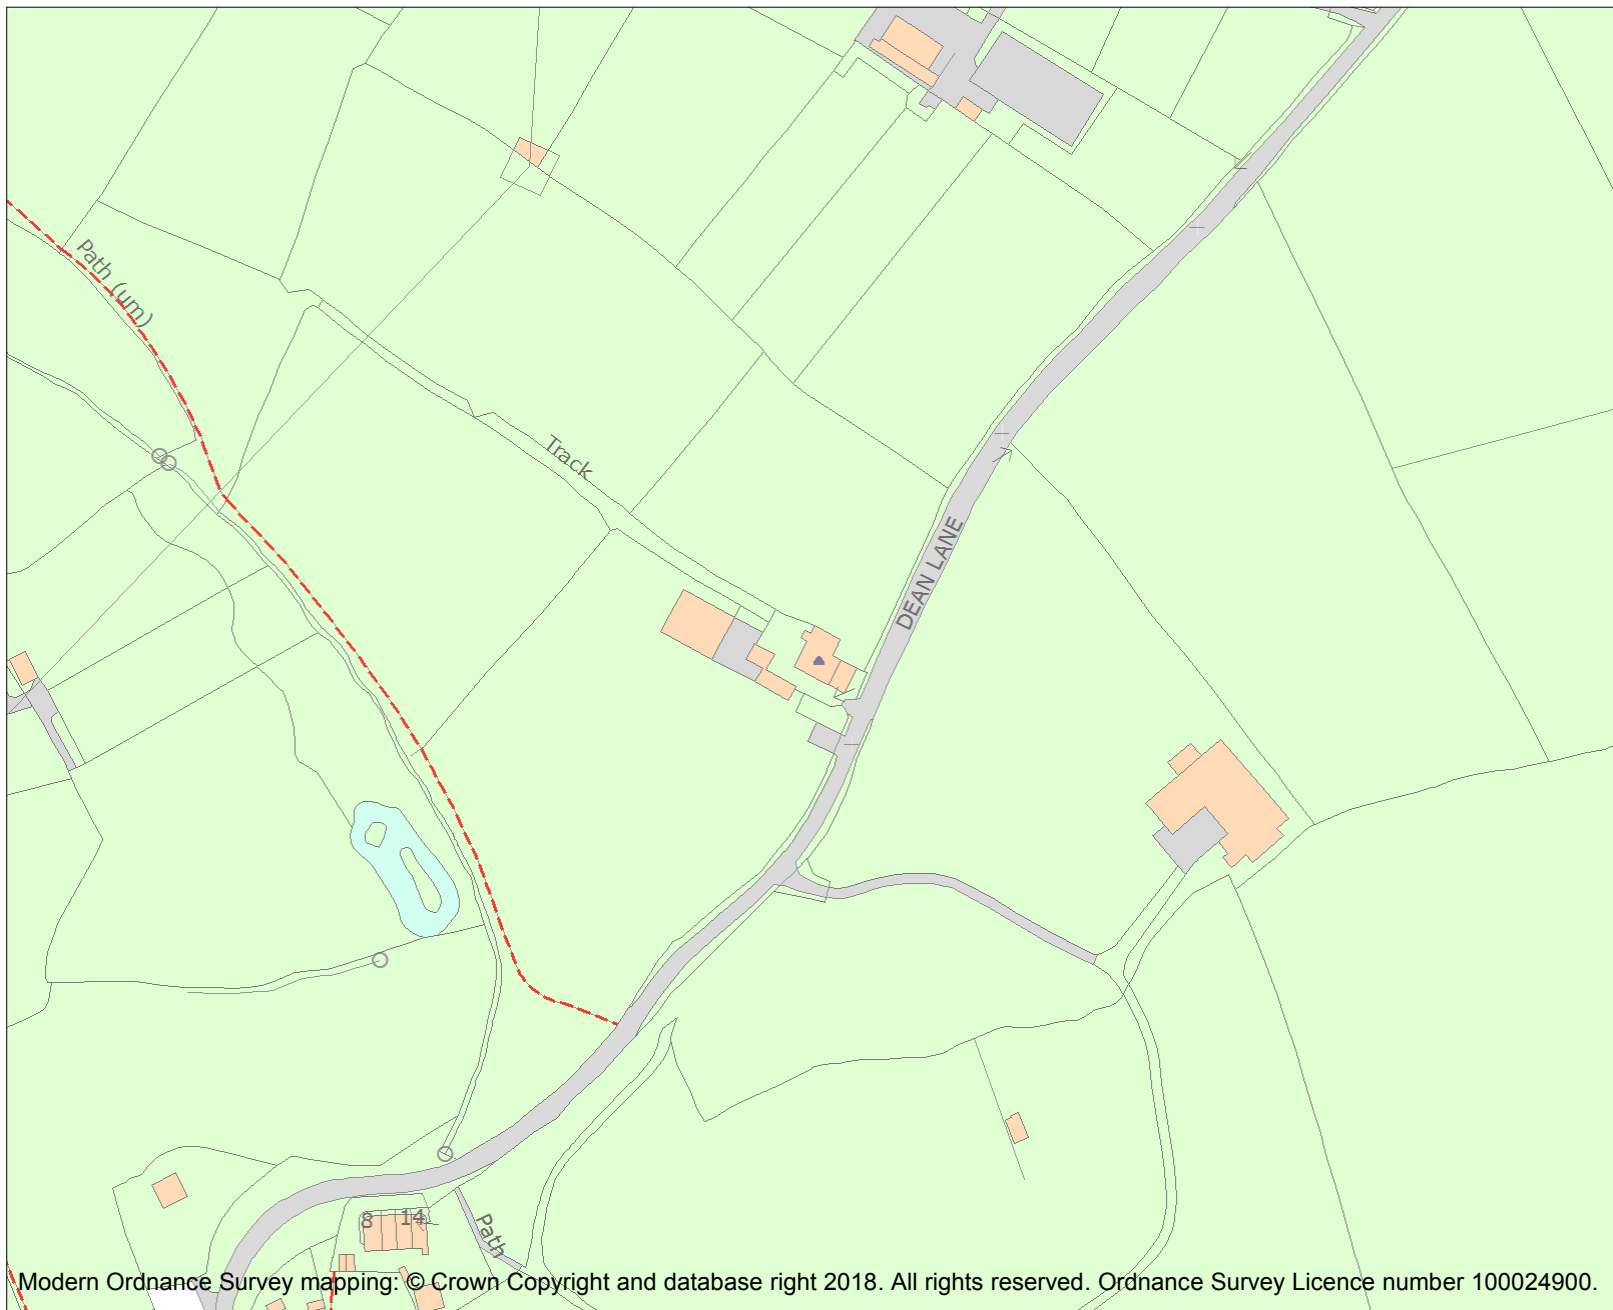 Path (um)
Track
DEAN LANE
8 14
Path
Modern Ordnance Survey mapping: © Crown Copyright and database right 2018. All rights reserved. Ordnance Survey Licence number 100024900.